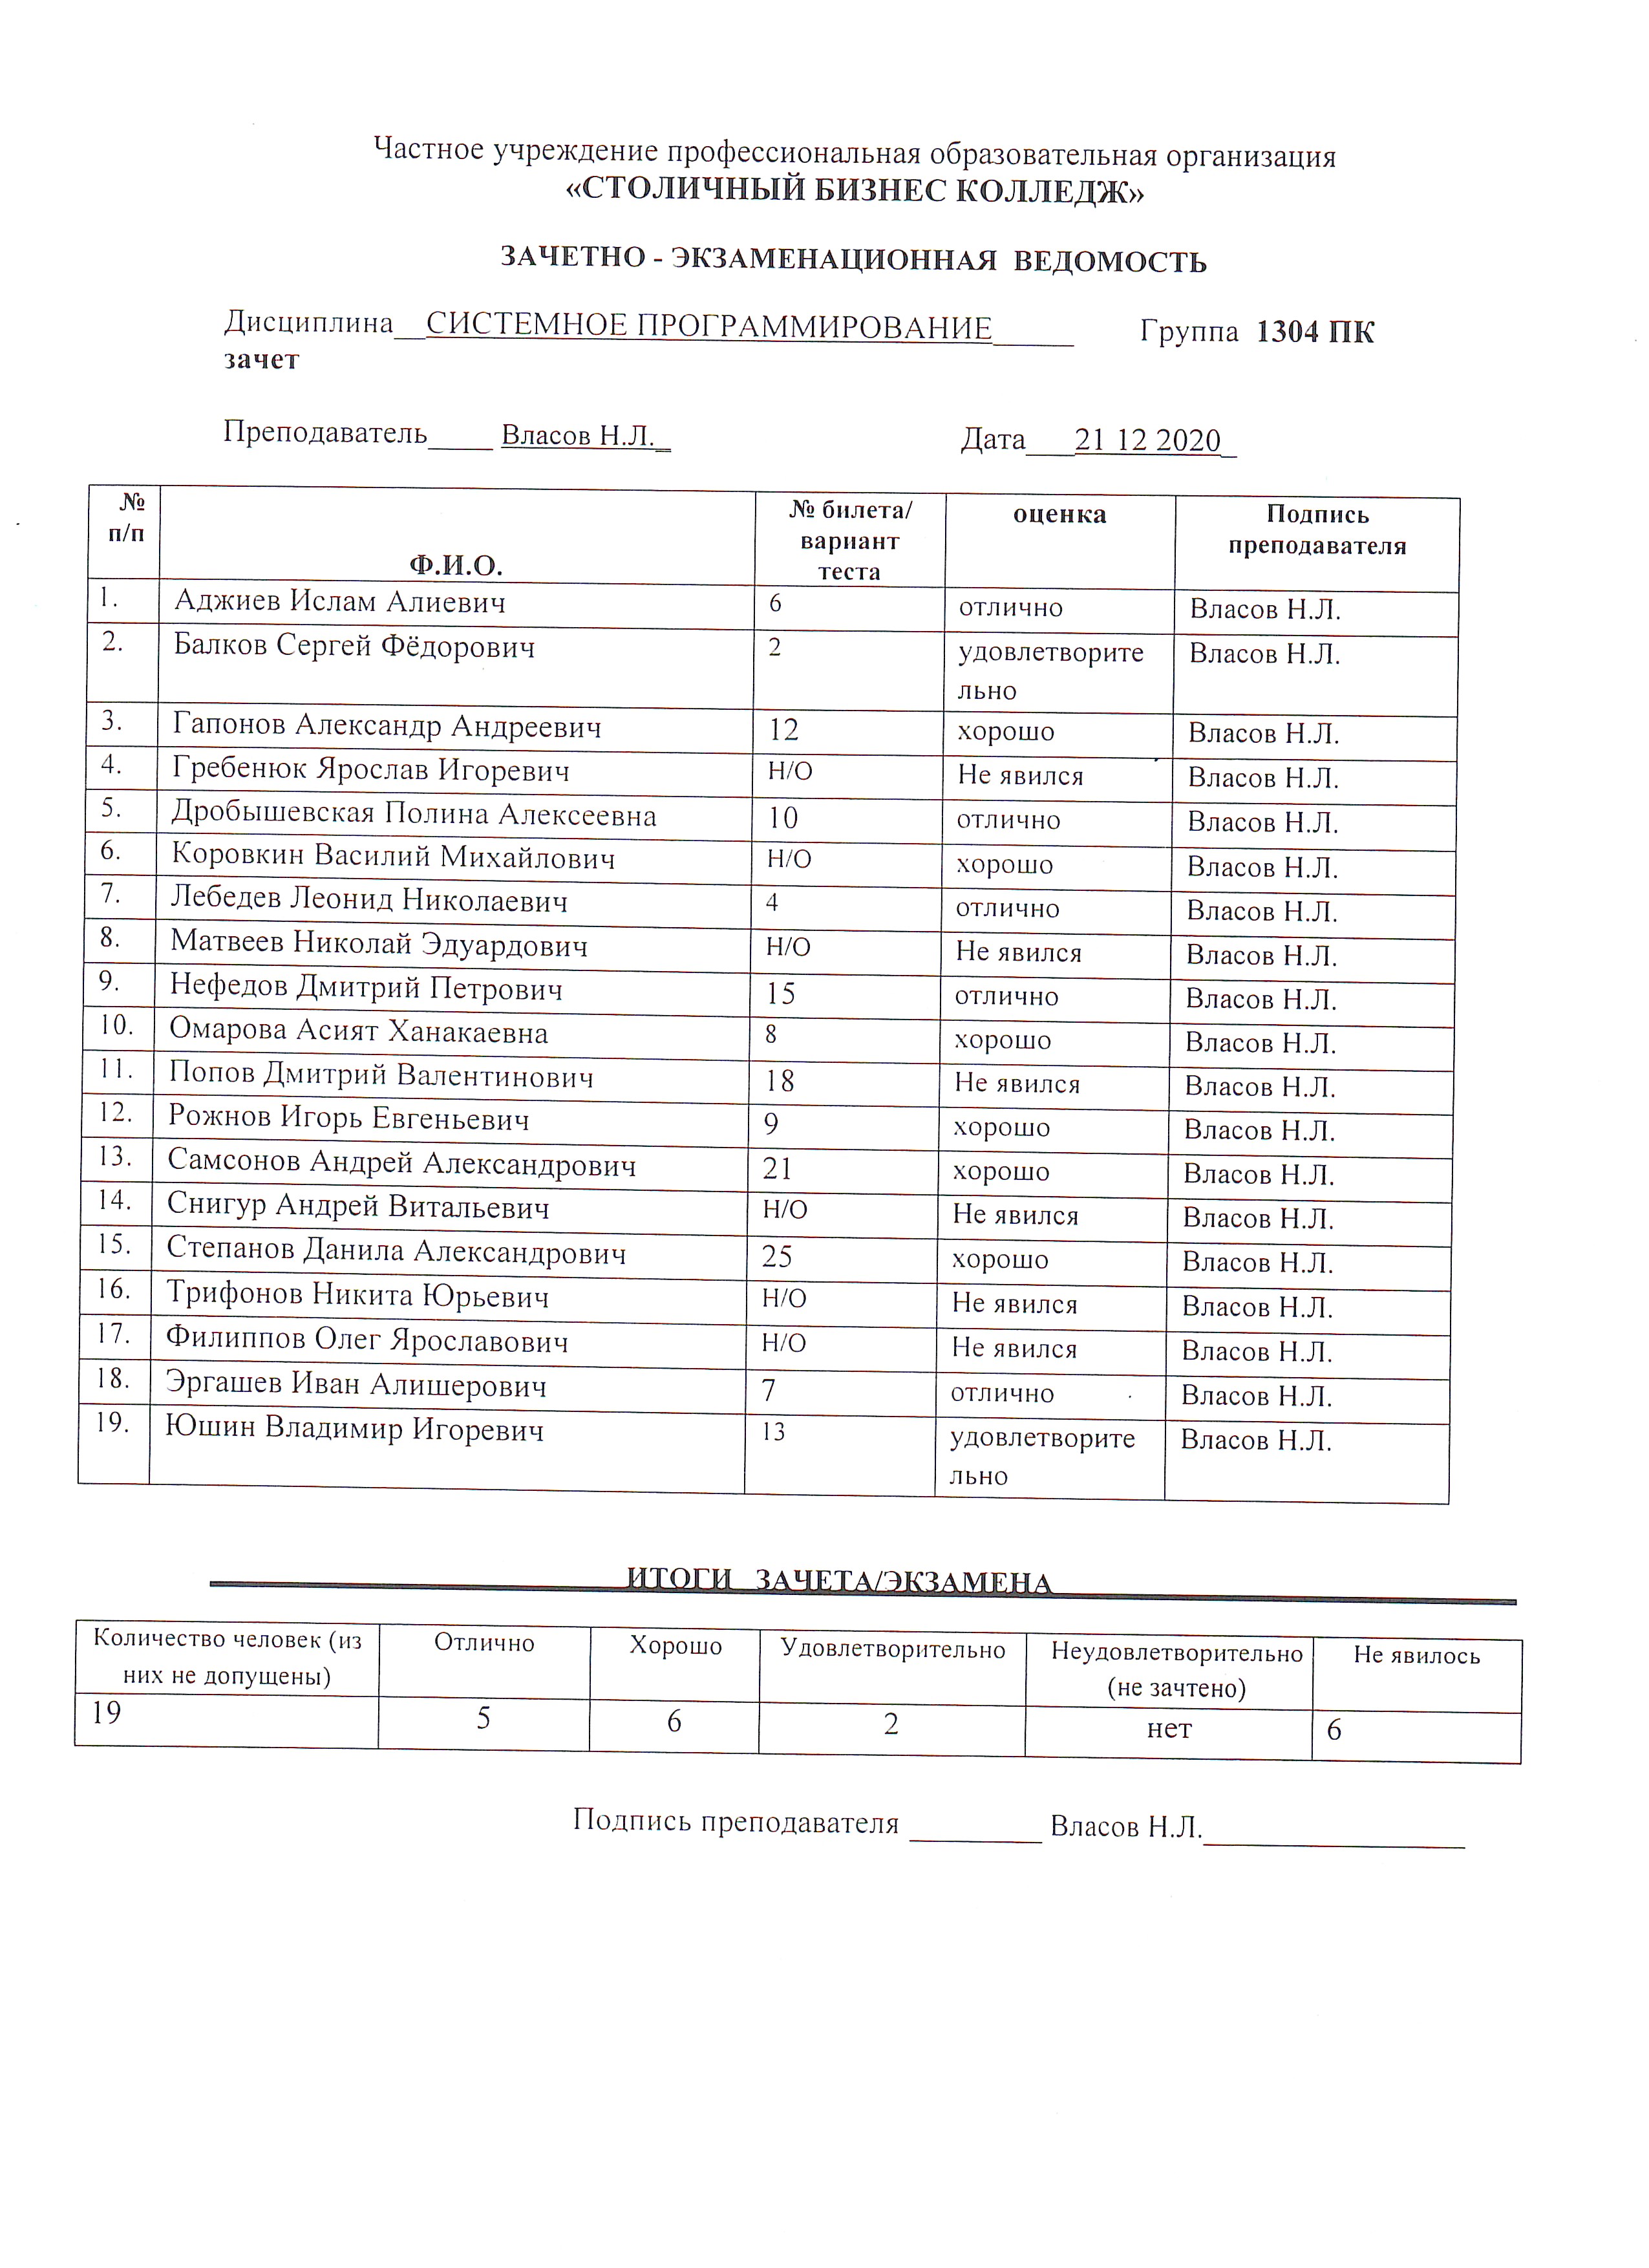 Частное учреждение профессиональная образовательная организация
«СТОЛИЧНЫЙ БИЗНЕС КОЛЛЕДЖ»
ЗАЧЕТНО - ЭКЗАМЕНАЦИОННАЯ ВЕДОМОСТЬ
Дисциплина__СИСТЕМНОЕ ПРОГРАММИРОВАНИЕ_____ Группа 1304 ПК
зачет
Преподаватель____ Власов Н.Л._ Дата___21 12 2020_
№ п/п Ф.И.О. № билета/ вариант теста оценка Подпись преподавателя
1. Аджиев Ислам Алиевич 6 отлично Власов Н.Л.
2. Балков Сергей Фёдорович 2 удовлетворите Власов Н.Л.
льно
3. Гапонов Александр Андреевич 12 хорошо Власов Н.Л.
4. Гребенюк Ярослав Игоревич Н/О Не явился Власов Н.Л.
5. Дробышевская Полина Алексеевна 10 отлично Власов Н.Л.
6. Коровкин Василий Михайлович Н/О хорошо Власов Н.Л.
7. Лебедев Леонид Николаевич 4 отлично Власов Н.Л.
8. Матвеев Николай Эдуардович Н/О Не явился Власов Н.Л.
9. Нефедов Дмитрий Петрович 15 отлично Власов Н.Л.
10. Омарова Асият Ханакаевна 8 хорошо Власов Н.Л.
11. Попов Дмитрий Валентинович 18 Не явился Власов Н.Л.
12. Рожнов Игорь Евгеньевич 9 хорошо Власов Н.Л.
13. Самсонов Андрей Александрович 21 хорошо Власов Н.Л.
14. Снигур Андрей Витальевич Н/О Не явился Власов Н.Л.
15. Степанов Данила Александрович 25 хорошо Власов Н.Л.
16. Трифонов Никита Юрьевич Н/О Не явился Власов Н.Л.
17. Филиппов Олег Ярославович Н/О Не явился Власов Н.Л.
18. Эргашев Иван Алишерович 7 отлично Власов Н.Л.
19. Юшин Владимир Игоревич 13 удовлетворите Власов Н.Л.
льно
ИТОГИ ЗАЧЕТА/ЭКЗАМЕНА
Количество человек (из Отлично Хорошо Удовлетворительно Неудовлетворительно Не явилось
них не допущены) (не зачтено)
19 5 6 2 нет 6
Подпись преподавателя ________ Власов Н.Л.________________